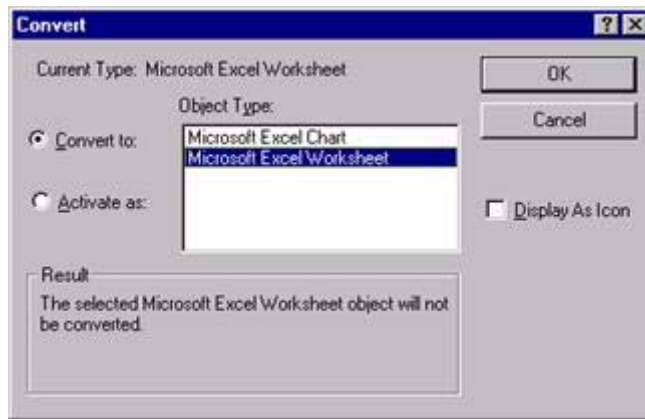 Convert
Current Type: Microsoft Excel Worksheet
OK
Object Type:
Cancel
Convert to:
Microsoft Excel Chart
Microsoft Excel Worksheet
Activate as:
Display As Icon
Result
The selected Microsoft Excel Worksheet object will not
be converted.